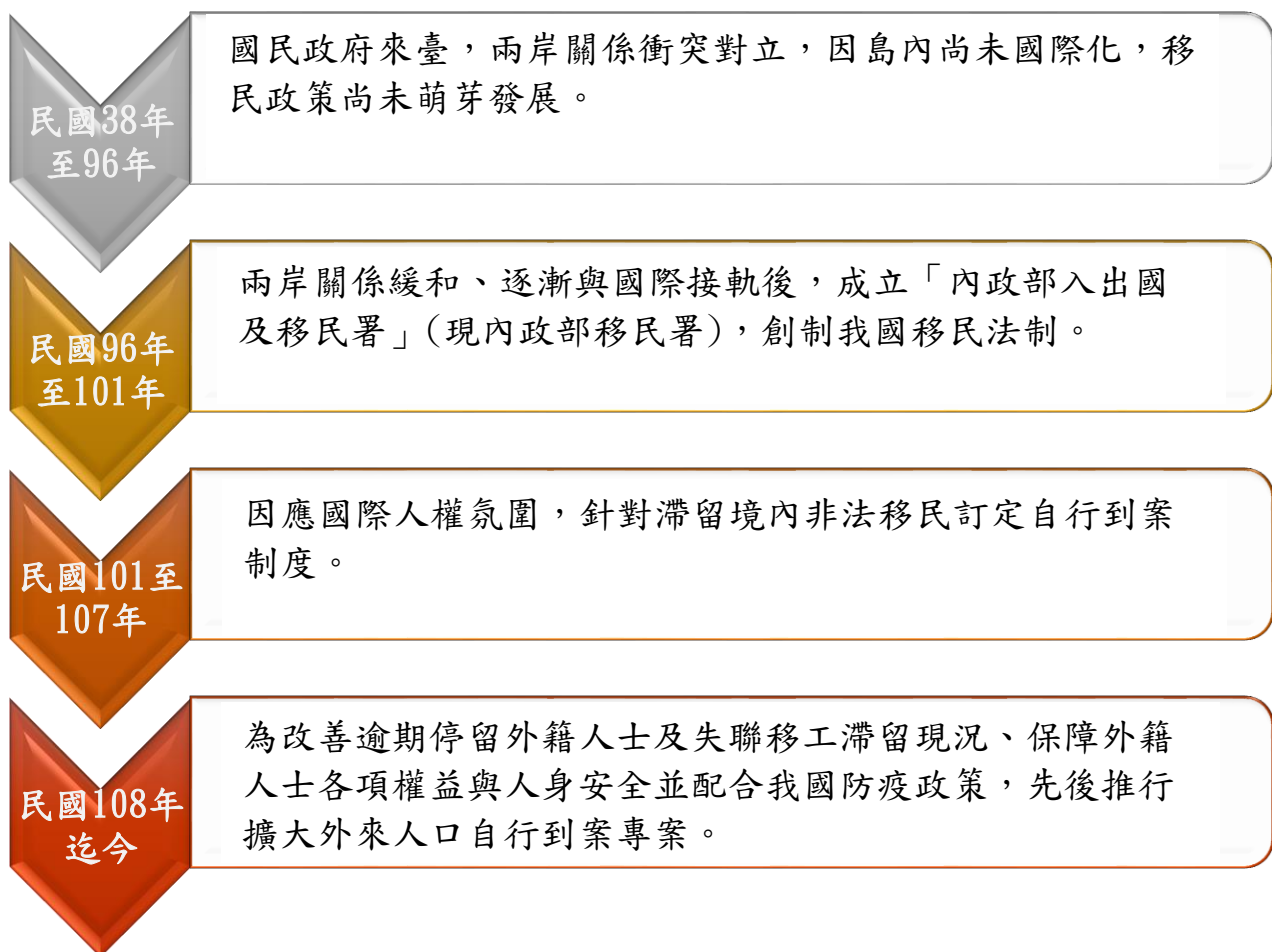 民國38年
至96年
國民政府來臺，兩岸關係衝突對立，因島內尚未國際化，移
民政策尚未萌芽發展。
民國96年
至101年
兩岸關係緩和、逐漸與國際接軌後，成立「內政部入出國
及移民署」(現內政部移民署)，創制我國移民法制。
民國101至
107年
因應國際人權氛圍，針對滯留境內非法移民訂定自行到案
制度。
民國108年
迄今
為改善逾期停留外籍人士及失聯移工滯留現況、保障外籍
人士各項權益與人身安全並配合我國防疫政策，先後推行
擴大外來人口自行到案專案。